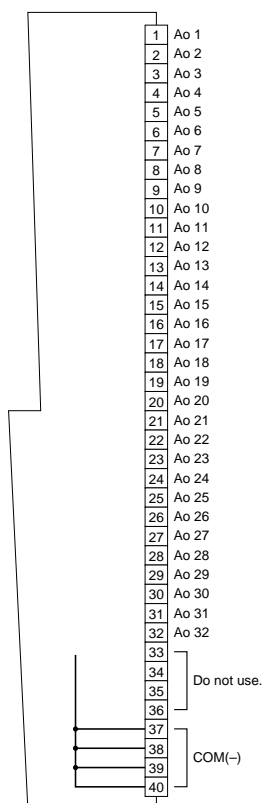 1 Ao 1
2 Ao 2
3 Ao 3
4 Ao 4
5 Ao 5
6 Ao 6
7 Ao 7
8 Ao 8
9 Ao 9
10 Ao 10
11 Ao 11
12 Ao 12
13 Ao 13
14 Ao 14
15 Ao 15
16 Ao 16
17 Ao 17
18 Ao 18
19 Ao 19
20 Ao 20
21 Ao 21
22 Ao 22
23 Ao 23
24 Ao 24
25 Ao 25
26 Ao 26
27 Ao 27
28 Ao 28
29 Ao 29
30 Ao 30
31 Ao 31
32 Ao 32
33
34
Do not use.
35
36
37
38
COM(–)
39
40